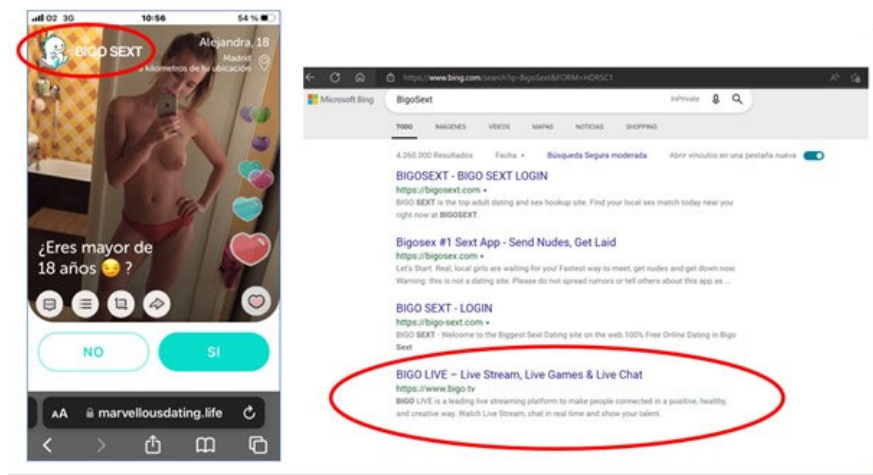 02 3G 10:56 54 %
BIGO SEXT
Alejandra, 18
Madrid
kilometros de tu ubicación
¿Eres mayor de
18 años 😏 ?
NO SI
AA marvellousdating.life
https://www.bing.com/search?q=BigoSext&FORM=HDRSC1
Microsoft Bing BigoSext InPrivate
TODO IMÁGENES VÍDEOS MAPAS NOTICIAS SHOPPING
4.260.000 Resultados Fecha Búsqueda Segura moderada Abrir vínculos en una pestaña nueva
BIGOSEXT - BIGO SEXT LOGIN
https://bigosext.com
BIGO SEXT is the top adult dating and sex hookup site. Find your local sex match today near you
right now at BIGOSEXT.
Bigosex #1 Sext App - Send Nudes, Get Laid
https://bigosex.com
Let's Start. Real, local girls are waiting for you! Fastest way to meet, get nudes and get down now.
Warning: this is not a dating site. Please do not spread rumors or tell others about this app as ...
BIGO SEXT - LOGIN
https://bigo-sext.com
BIGO SEXT - Welcome to the Biggest Sext Dating site on the web.100% Free Online Dating in Bigo
Sext
BIGO LIVE – Live Stream, Live Games & Live Chat
https://www.bigo.tv
BIGO LIVE is a leading live streaming platform to make people connected in a positive, healthy,
and creative way. Watch Live Stream, chat in real time and show your talent.